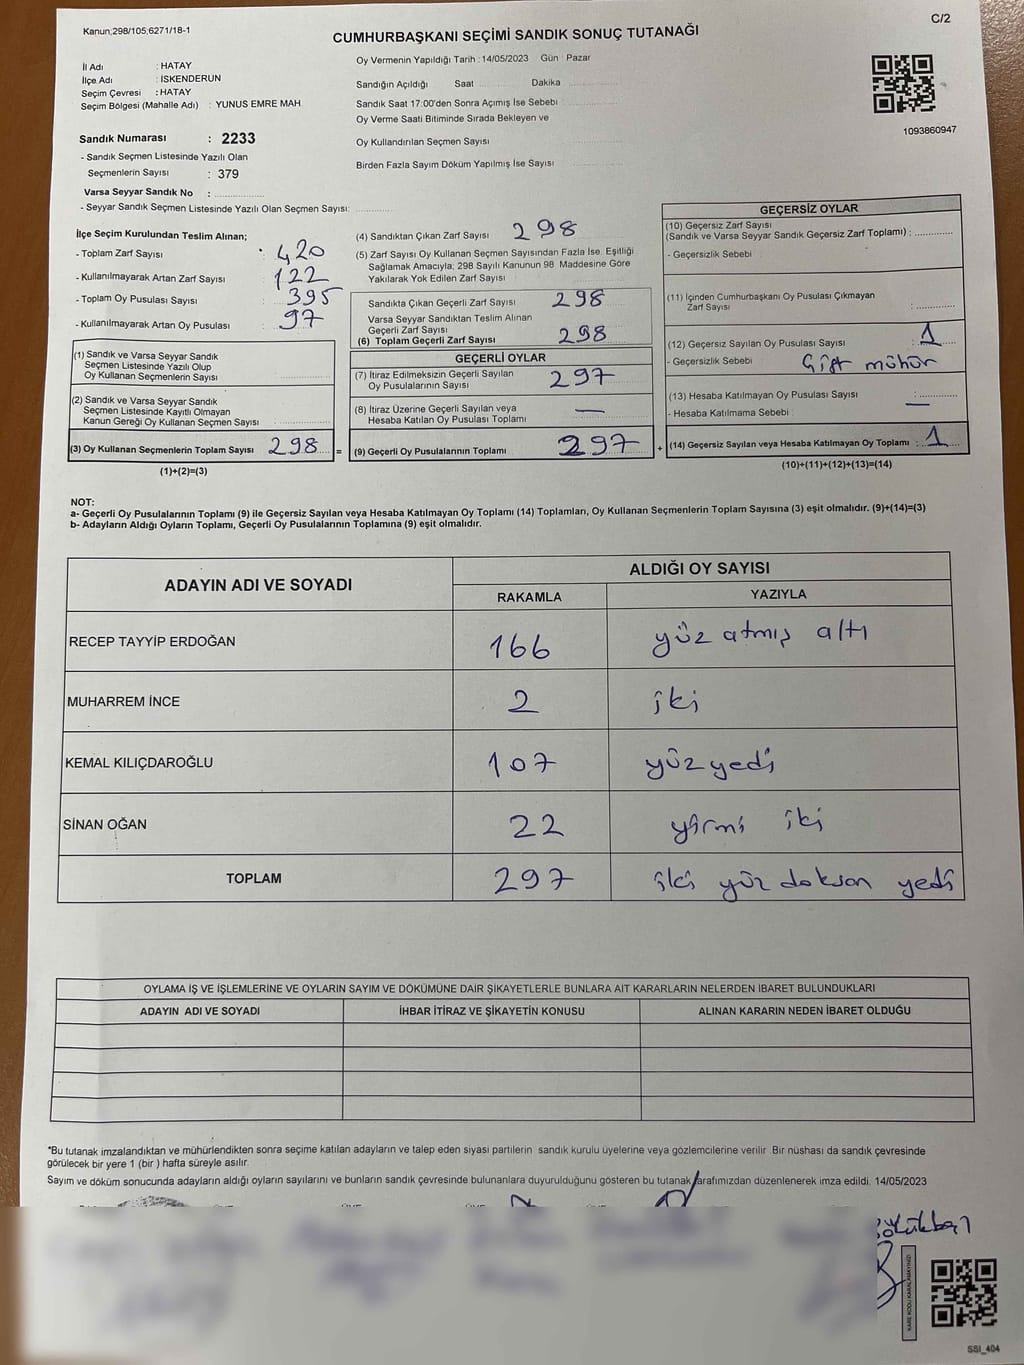 Kanun;298/105;6271/18-1
C/2
CUMHURBAŞKANI SEÇİMİ SANDIK SONUÇ TUTANAĞI
İl Adı : HATAY
İlçe Adı : İSKENDERUN
Seçim Çevresi : HATAY
Seçim Bölgesi (Mahalle Adı) : YUNUS EMRE MAH.
Oy Vermenin Yapıldığı Tarih : 14/05/2023 Gün : Pazar
Sandığın Açıldığı Saat Dakika
Sandık Saat 17:00'den Sonra Açımış İse Sebebi
Oy Verme Saati Bitiminde Sırada Bekleyen ve
Oy Kullandırılan Seçmen Sayısı
Birden Fazla Sayım Döküm Yapılmış İse Sayısı
1093860947
Sandık Numarası : 2233
- Sandık Seçmen Listesinde Yazılı Olan
Seçmenlerin Sayısı : 379
Varsa Seyyar Sandık No :
- Seyyar Sandık Seçmen Listesinde Yazılı Olan Seçmen Sayısı:
İlçe Seçim Kurulundan Teslim Alınan;
- Toplam Zarf Sayısı : 420
- Kullanılmayarak Artan Zarf Sayısı : 122
- Toplam Oy Pusulası Sayısı : 395
- Kullanılmayarak Artan Oy Pusulası : 97
(1) Sandık ve Varsa Seyyar Sandık
Seçmen Listesinde Yazılı Olup
Oy Kullanan Seçmenlerin Sayısı
(2) Sandık ve Varsa Seyyar Sandık
Seçmen Listesinde Kayıtlı Olmayan
Kanun Gereği Oy Kullanan Seçmen Sayısı
(3) Oy Kullanan Seçmenlerin Toplam Sayısı 298 =
(1)+(2)=(3)
(4) Sandıktan Çıkan Zarf Sayısı 298
(5) Zarf Sayısı Oy Kullanan Seçmen Sayısından Fazla İse, Eşitliği
Sağlamak Amacıyla, 298 Sayılı Kanunun 98. Maddesine Göre
Yakılarak Yok Edilen Zarf Sayısı
Sandıkta Çıkan Geçerli Zarf Sayısı 298
Varsa Seyyar Sandıktan Teslim Alınan
Geçerli Zarf Sayısı
(6) Toplam Geçerli Zarf Sayısı 298
GEÇERLİ OYLAR
(7) İtiraz Edilmeksizin Geçerli Sayılan
Oy Pusulalarının Sayısı 297
(8) İtiraz Üzerine Geçerli Sayılan veya
Hesaba Katılan Oy Pusulası Toplamı —
(9) Geçerli Oy Pusulalarının Toplamı 297 +
GEÇERSİZ OYLAR
(10) Geçersiz Zarf Sayısı
(Sandık ve Varsa Seyyar Sandık Geçersiz Zarf Toplamı) :
- Geçersizlik Sebebi :
(11) İçinden Cumhurbaşkanı Oy Pusulası Çıkmayan
Zarf Sayısı :
(12) Geçersiz Sayılan Oy Pusulası Sayısı : 1
- Geçersizlik Sebebi : Çift mühür
(13) Hesaba Katılmayan Oy Pusulası Sayısı : —
- Hesaba Katılmama Sebebi :
(14) Geçersiz Sayılan veya Hesaba Katılmayan Oy Toplamı : 1
(10)+(11)+(12)+(13)=(14)
NOT:
a- Geçerli Oy Pusulalarının Toplamı (9) ile Geçersiz Sayılan veya Hesaba Katılmayan Oy Toplamı (14) Toplamları, Oy Kullanan Seçmenlerin Toplam Sayısına (3) eşit olmalıdır. (9)+(14)=(3)
b- Adayların Aldığı Oyların Toplamı, Geçerli Oy Pusulalarının Toplamına (9) eşit olmalıdır.
ADAYIN ADI VE SOYADI
ALDIĞI OY SAYISI
RAKAMLA YAZIYLA
RECEP TAYYİP ERDOĞAN 166 yüz atmış altı
MUHARREM İNCE 2 iki
KEMAL KILIÇDAROĞLU 107 yüz yedi
SİNAN OĞAN 22 yirmi iki
TOPLAM 297 iki yüz doksan yedi
OYLAMA İŞ VE İŞLEMLERİNE VE OYLARIN SAYIM VE DÖKÜMÜNE DAİR ŞİKAYETLERLE BUNLARA AİT KARARLARIN NELERDEN İBARET BULUNDUKLARI
ADAYIN ADI VE SOYADI İHBAR İTİRAZ VE ŞİKAYETİN KONUSU ALINAN KARARIN NEDEN İBARET OLDUĞU
*Bu tutanak imzalandıktan ve mühürlendikten sonra seçime katılan adayların ve talep eden siyasi partilerin sandık kurulu üyelerine veya gözlemcilerine verilir. Bir nüshası da sandık çevresinde
görülecek bir yere 1 (bir ) hafta süreyle asılır.
Sayım ve döküm sonucunda adayların aldığı oyların sayılarını ve bunların sandık çevresinde bulunanlara duyurulduğunu gösteren bu tutanak tarafımızdan düzenlenerek imza edildi. 14/05/2023
KARE KODU KARALAMAYINIZ!
SSI_404